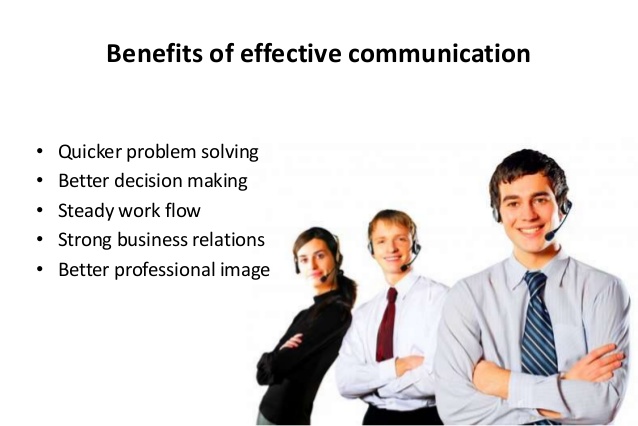 Benefits of effective communication
• Quicker problem solving
• Better decision making
• Steady work flow
• Strong business relations
• Better professional image